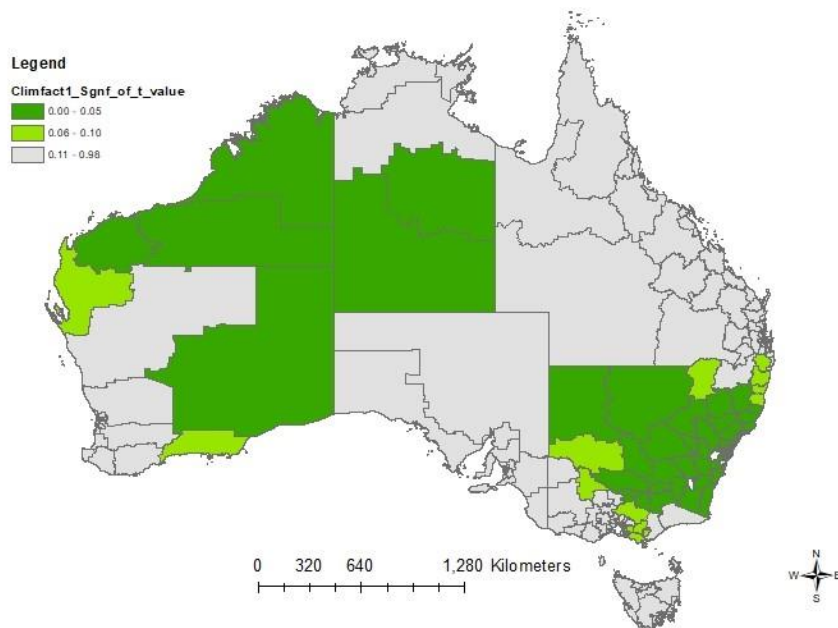 Legend
Climfact1_Sgnf_of_t_value
0.00 - 0.05
0.06 - 0.10
0.11 - 0.98
0 320 640 1,280 Kilometers
N
W E
S